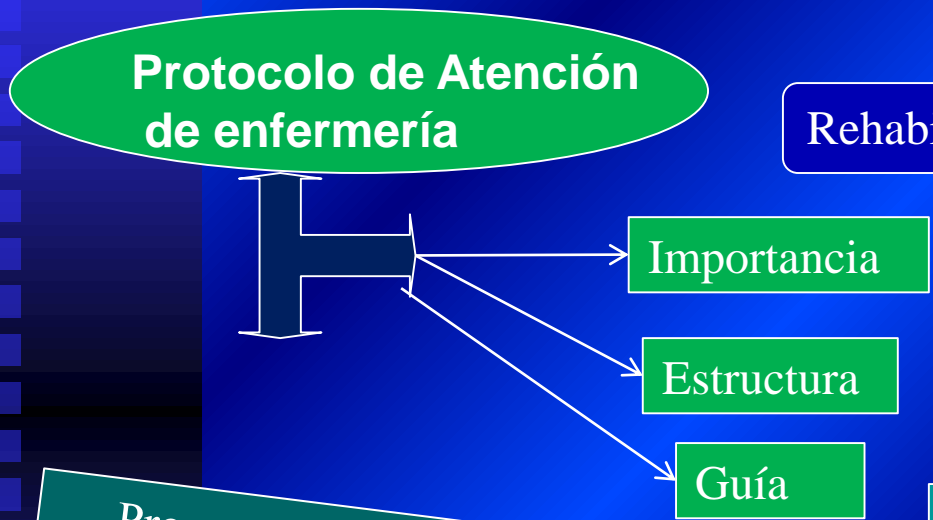 Protocolo de Atención
de enfermería
Importancia
Estructura
Guía